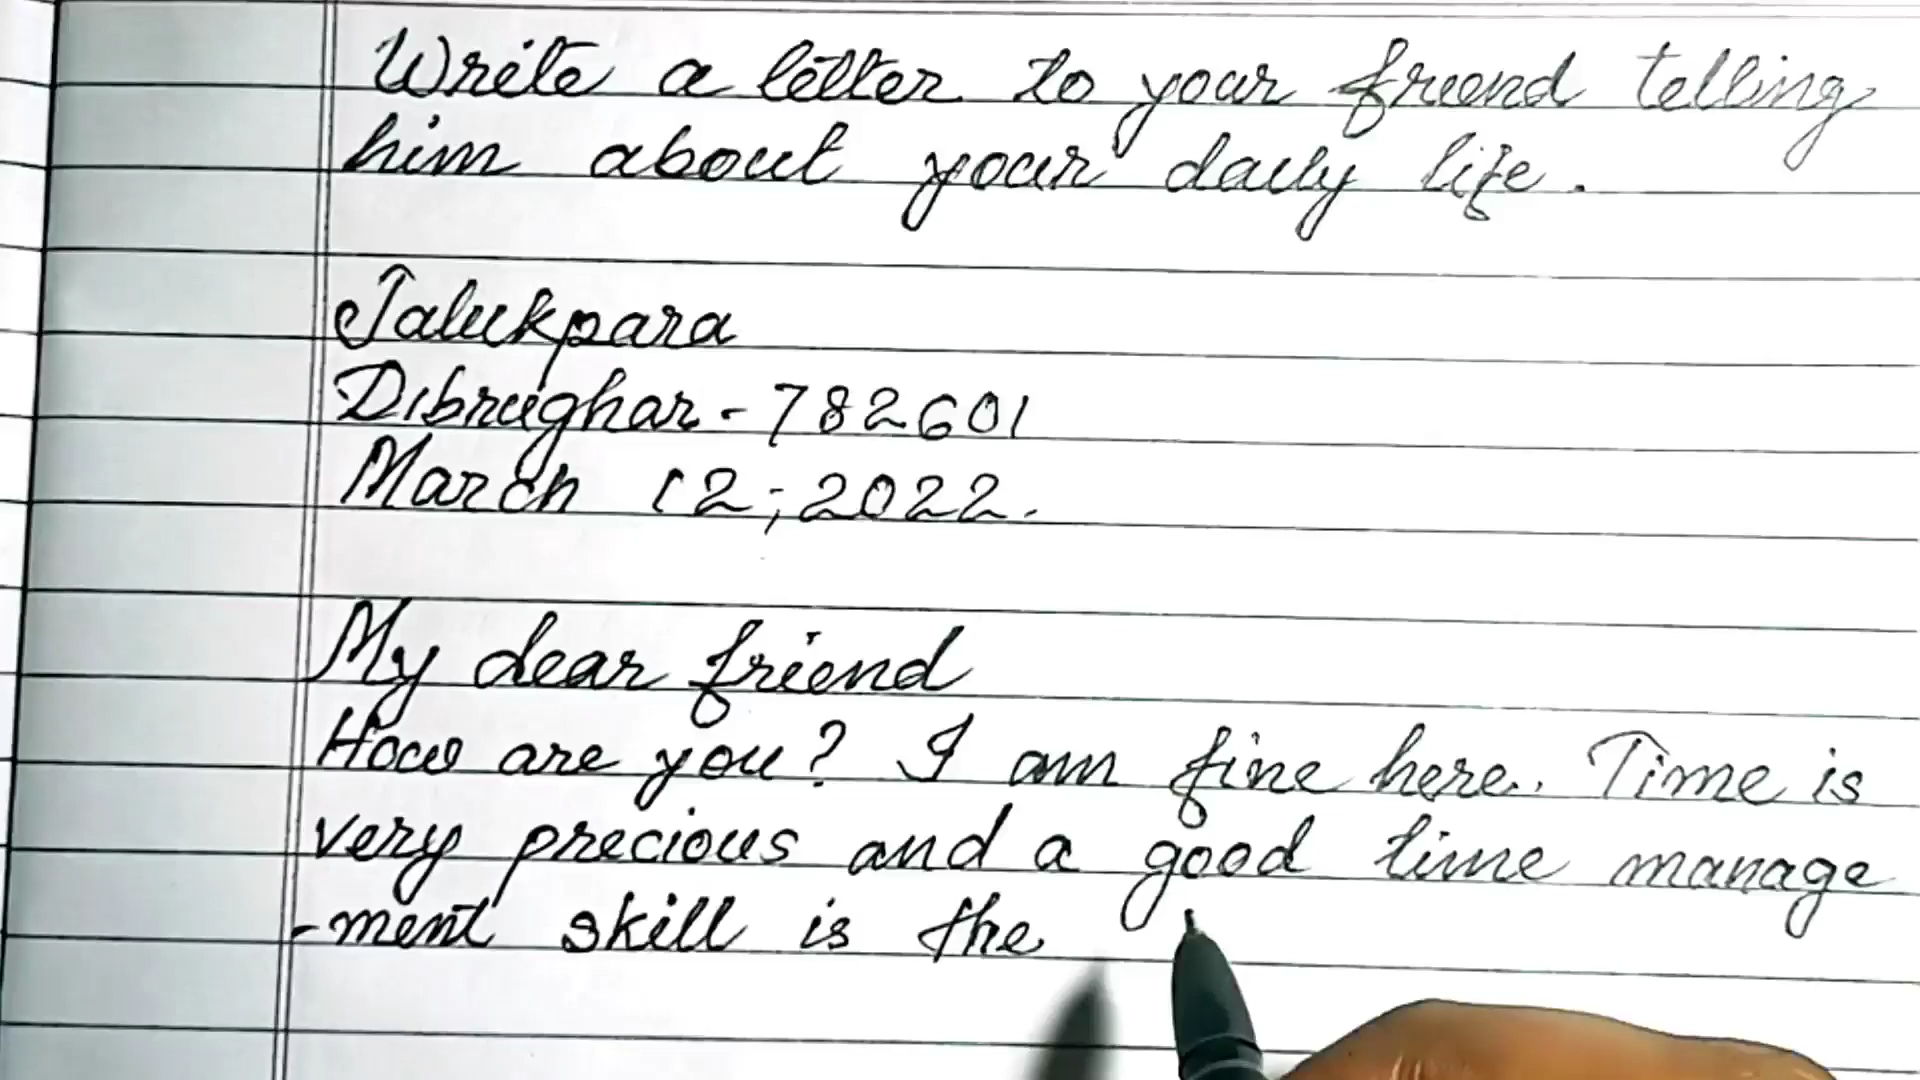 Write a letter to your friend telling
him about your daily life.
Talukpara
Dibrughar - 782601
March 12, 2022.
My dear friend
How are you? I am fine here. Time is
very precious and a good time manage
-ment skill is the